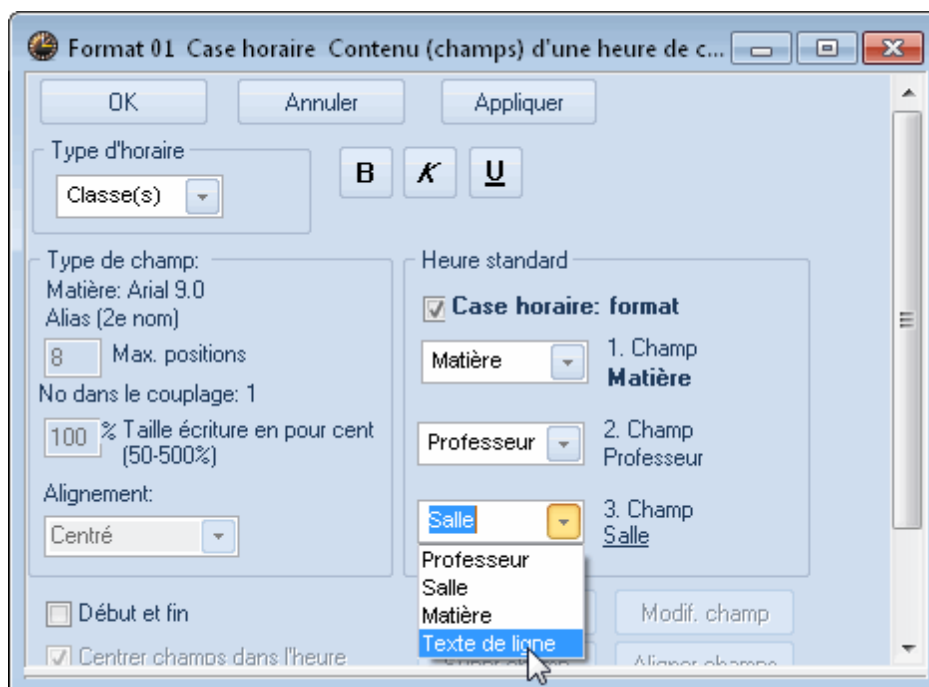 Format 01 Case horaire Contenu (champs) d'une heure de c...
OK
Annuler
Appliquer
Type d'horaire
Classe(s)
B
K
U
Type de champ:
Matière: Arial 9.0
Alias (2e nom)
8
Max. positions
No dans le couplage: 1
100
% Taille écriture en pour cent
(50-500%)
Alignement:
Centré
Heure standard
Case horaire: format
Matière
1. Champ
Matière
Professeur
2. Champ
Professeur
Salle
3. Champ
Salle
Professeur
Salle
Matière
Texte de ligne
Début et fin
Modif. champ
Centrer champs dans l'heure
Suppr champ
Aligner champs